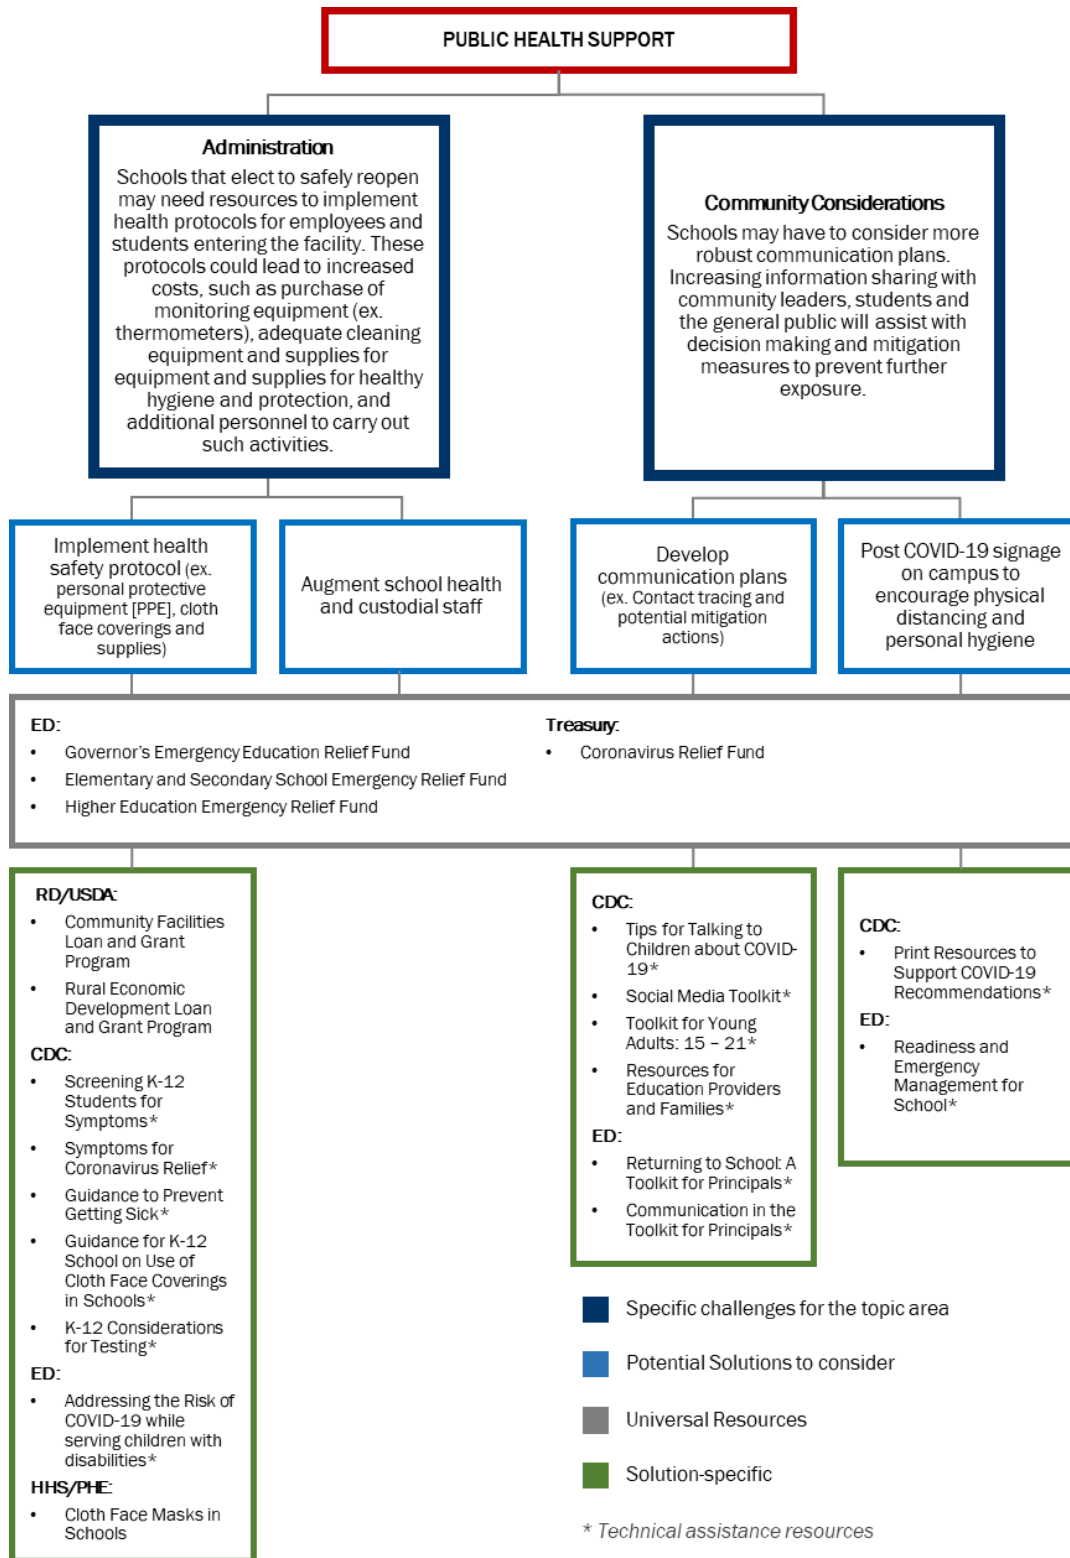 PUBLIC HEALTH SUPPORT
Administration
Schools that elect to safely reopen
may need resources to implement
health protocols for employees and
students entering the facility. These
protocols could lead to increased
costs, such as purchase of
monitoring equipment (ex.
thermometers), adequate cleaning
equipment and supplies for
equipment and supplies for healthy
hygiene and protection, and
additional personnel to carry out
such activities.
Community Considerations
Schools may have to consider more
robust communication plans.
Increasing information sharing with
community leaders, students and
the general public will assist with
decision making and mitigation
measures to prevent further
exposure.
Implement health
safety protocol (ex.
personal protective
equipment [PPE], cloth
face coverings and
supplies)
Augment school health
and custodial staff
Develop
communication plans
(ex. Contact tracing and
potential mitigation
actions)
Post COVID-19 signage
on campus to
encourage physical
distancing and
personal hygiene
ED:
• Governor's Emergency Education Relief Fund
• Elementary and Secondary School Emergency Relief Fund
• Higher Education Emergency Relief Fund
Treasury:
• Coronavirus Relief Fund
RD/USDA:
• Community Facilities
Loan and Grant
Program
• Rural Economic
Development Loan
and Grant Program
CDC:
• Screening K-12
Students for
Symptoms*
• Symptoms for
Coronavirus Relief*
• Guidance to Prevent
Getting Sick*
• Guidance for K-12
School on Use of
Cloth Face Coverings
in Schools*
• K-12 Considerations
for Testing*
ED:
• Addressing the Risk of
COVID-19 while
serving children with
disabilities*
HHS/PHE:
• Cloth Face Masks in
Schools
CDC:
• Tips for Talking to
Children about COVID-
19*
• Social Media Toolkit*
• Toolkit for Young
Adults: 15 – 21*
• Resources for
Education Providers
and Families*
ED:
• Returning to School: A
Toolkit for Principals*
• Communication in the
Toolkit for Principals*
CDC:
• Print Resources to
Support COVID-19
Recommendations*
ED:
• Readiness and
Emergency
Management for
School*
Specific challenges for the topic area
Potential Solutions to consider
Universal Resources
Solution-specific
* Technical assistance resources